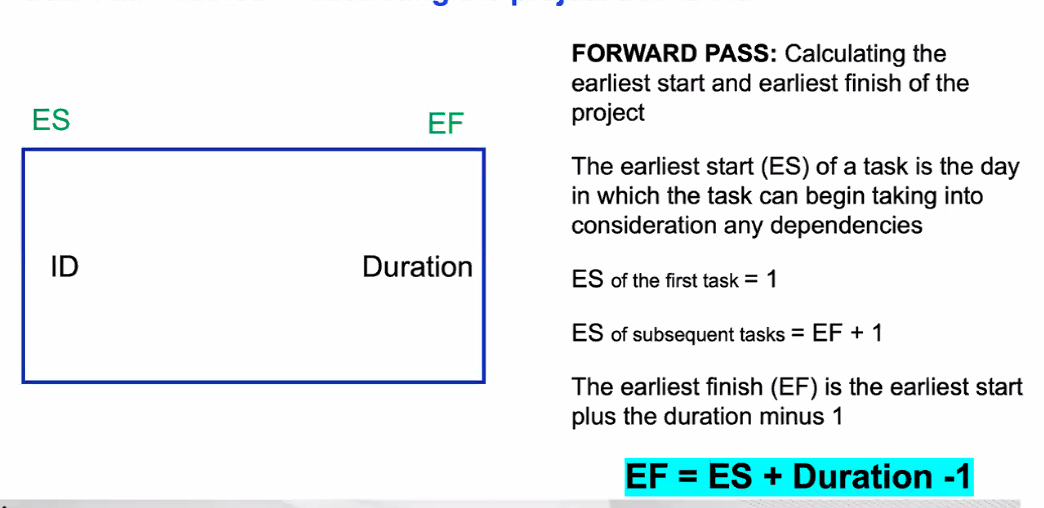 ES
EF
ID
Duration
FORWARD PASS: Calculating the
earliest start and earliest finish of the
project
The earliest start (ES) of a task is the day
in which the task can begin taking into
consideration any dependencies
ES of the first task = 1
ES of subsequent tasks = EF + 1
The earliest finish (EF) is the earliest start
plus the duration minus 1
EF = ES + Duration -1